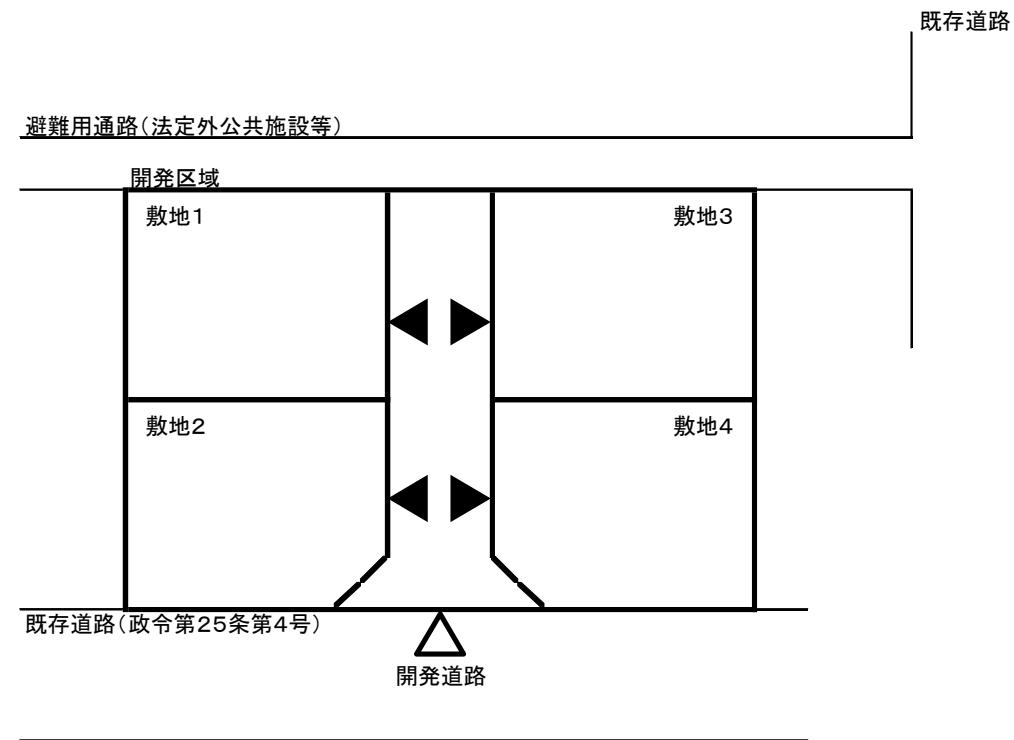 既存道路
避難用通路(法定外公共施設等)
開発区域
敷地1
敷地3
敷地2
敷地4
既存道路(政令第25条第4号)
開発道路